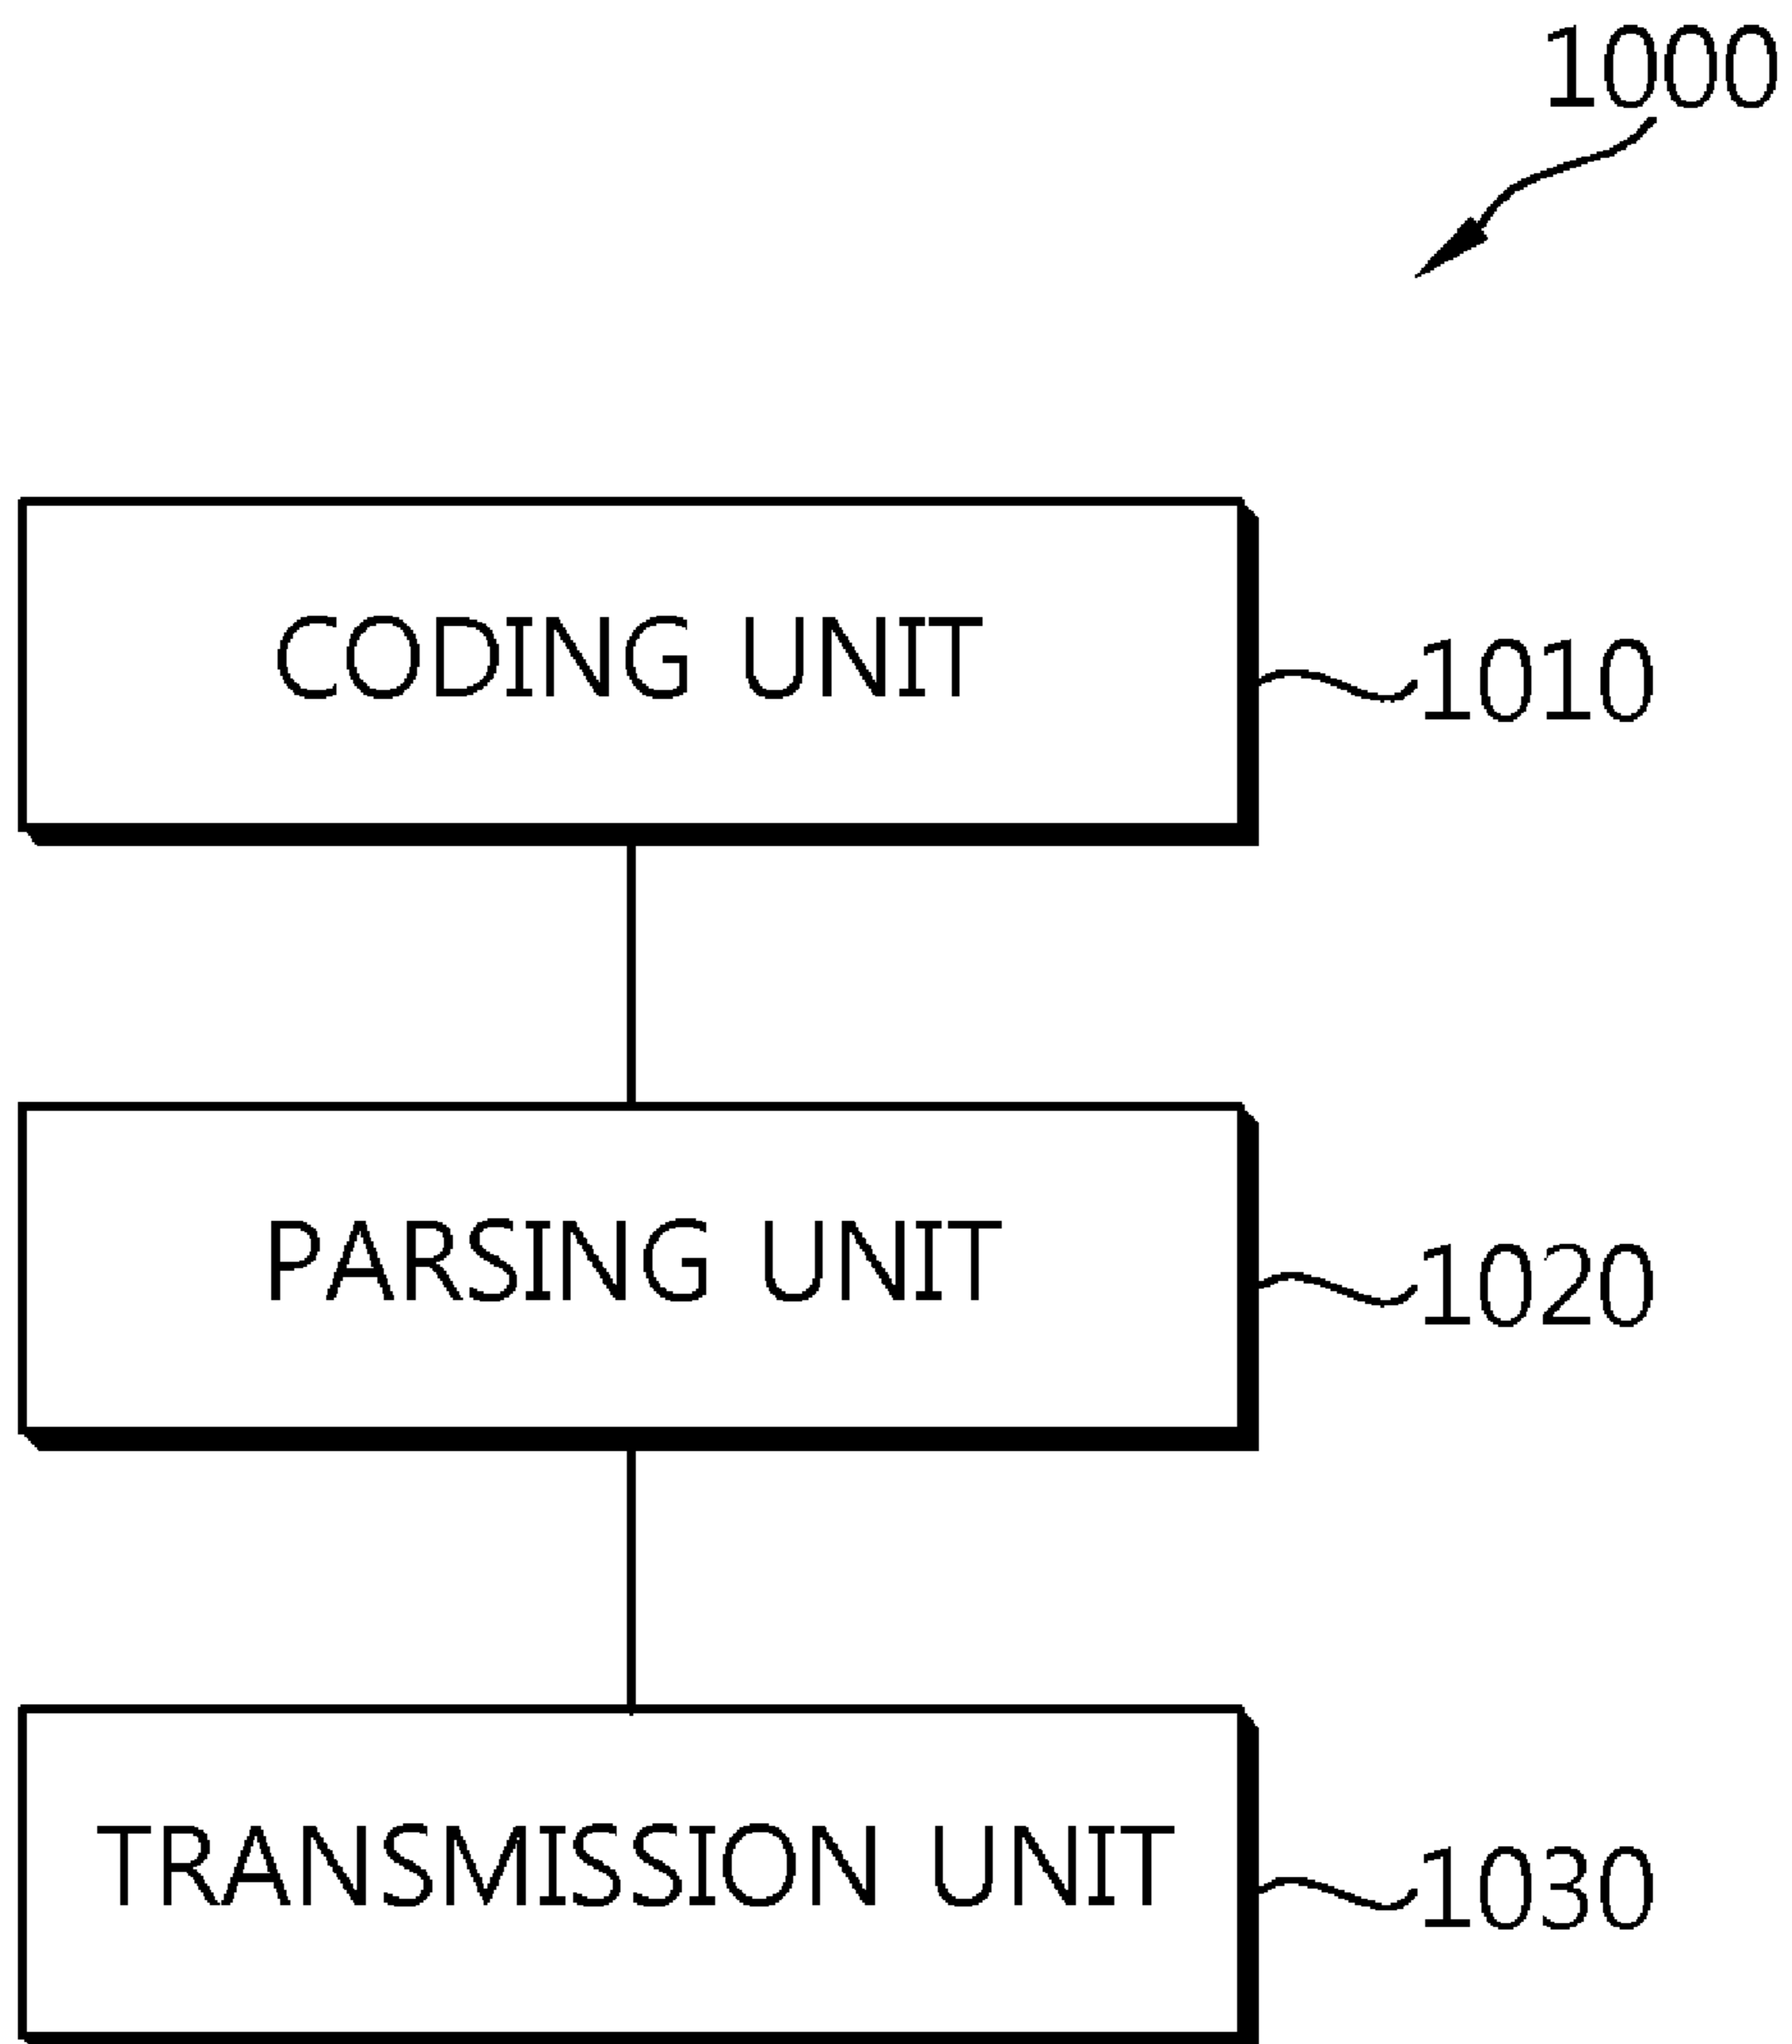 1000
CODING UNIT
1010
PARSING UNIT
1020
TRANSMISSION UNIT
1030